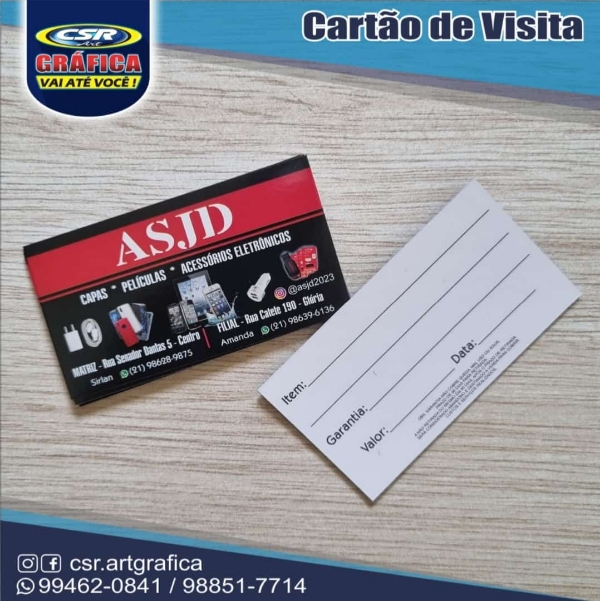 CSR
Art
GRÁFICA
VAI ATÉ VOCÊ !
Cartão de Visita
ASJD
CAPAS * PELÍCULAS * ACESSÓRIOS ELETRÔNICOS
@asjd2023
MATRIZ - Rua Senador Dantas 5 - Centro
Sirlan (21) 98628-9875
FILIAL - Rua Catete 190 - Glória
Amanda (21) 98639-6136
Item:
Garantia:
Valor: Data:
csr.artgrafica
99462-0841 / 98851-7714